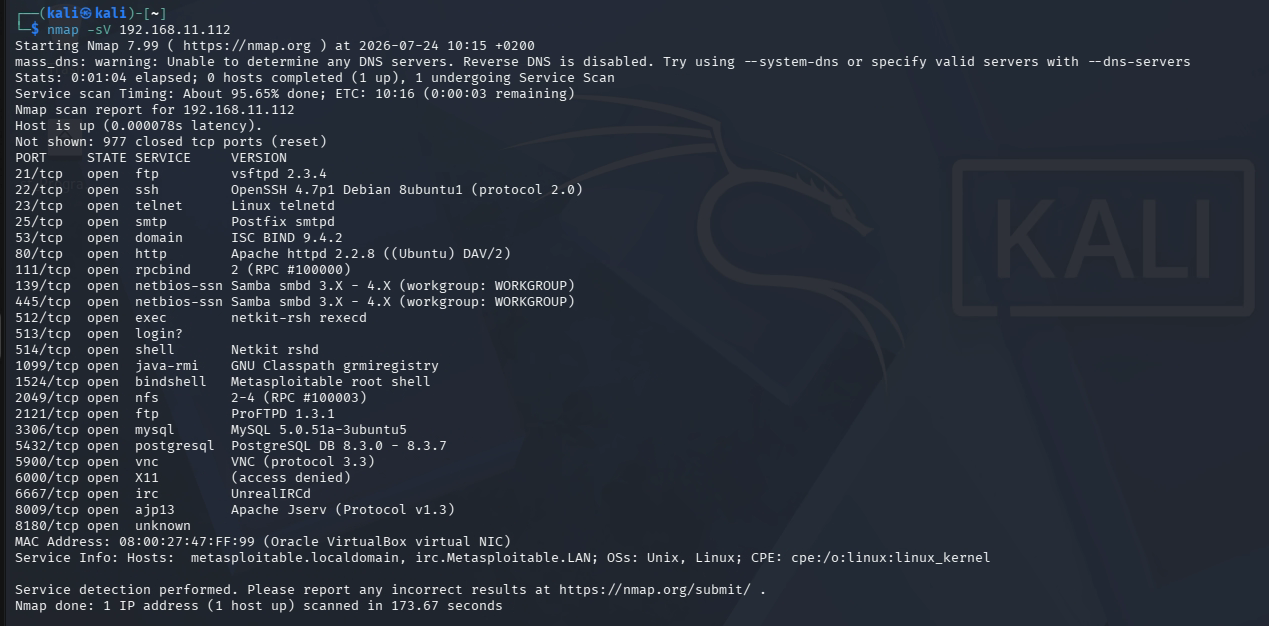 ┌──(kali㉿kali)-[~]
└─$ nmap -sV 192.168.11.112
Starting Nmap 7.99 ( https://nmap.org ) at 2026-07-24 10:15 +0200
mass_dns: warning: Unable to determine any DNS servers. Reverse DNS is disabled. Try using --system-dns or specify valid servers with --dns-servers
Stats: 0:01:04 elapsed; 0 hosts completed (1 up), 1 undergoing Service Scan
Service scan Timing: About 95.65% done; ETC: 10:16 (0:00:03 remaining)
Nmap scan report for 192.168.11.112
Host is up (0.000078s latency).
Not shown: 977 closed tcp ports (reset)
PORT     STATE SERVICE     VERSION
21/tcp   open  ftp         vsftpd 2.3.4
22/tcp   open  ssh         OpenSSH 4.7p1 Debian 8ubuntu1 (protocol 2.0)
23/tcp   open  telnet      Linux telnetd
25/tcp   open  smtp        Postfix smtpd
53/tcp   open  domain      ISC BIND 9.4.2
80/tcp   open  http        Apache httpd 2.2.8 ((Ubuntu) DAV/2)
111/tcp  open  rpcbind     2 (RPC #100000)
139/tcp  open  netbios-ssn Samba smbd 3.X - 4.X (workgroup: WORKGROUP)
445/tcp  open  netbios-ssn Samba smbd 3.X - 4.X (workgroup: WORKGROUP)
512/tcp  open  exec        netkit-rsh rexecd
513/tcp  open  login?
514/tcp  open  shell       Netkit rshd
1099/tcp open  java-rmi    GNU Classpath grmiregistry
1524/tcp open  bindshell   Metasploitable root shell
2049/tcp open  nfs         2-4 (RPC #100003)
2121/tcp open  ftp         ProFTPD 1.3.1
3306/tcp open  mysql       MySQL 5.0.51a-3ubuntu5
5432/tcp open  postgresql  PostgreSQL DB 8.3.0 - 8.3.7
5900/tcp open  vnc         VNC (protocol 3.3)
6000/tcp open  X11         (access denied)
6667/tcp open  irc         UnrealIRCd
8009/tcp open  ajp13       Apache Jserv (Protocol v1.3)
8180/tcp open  unknown
MAC Address: 08:00:27:47:FF:99 (Oracle VirtualBox virtual NIC)
Service Info: Hosts:  metasploitable.localdomain, irc.Metasploitable.LAN; OSs: Unix, Linux; CPE: cpe:/o:linux:linux_kernel
Service detection performed. Please report any incorrect results at https://nmap.org/submit/ .
Nmap done: 1 IP address (1 host up) scanned in 173.67 seconds
KALI